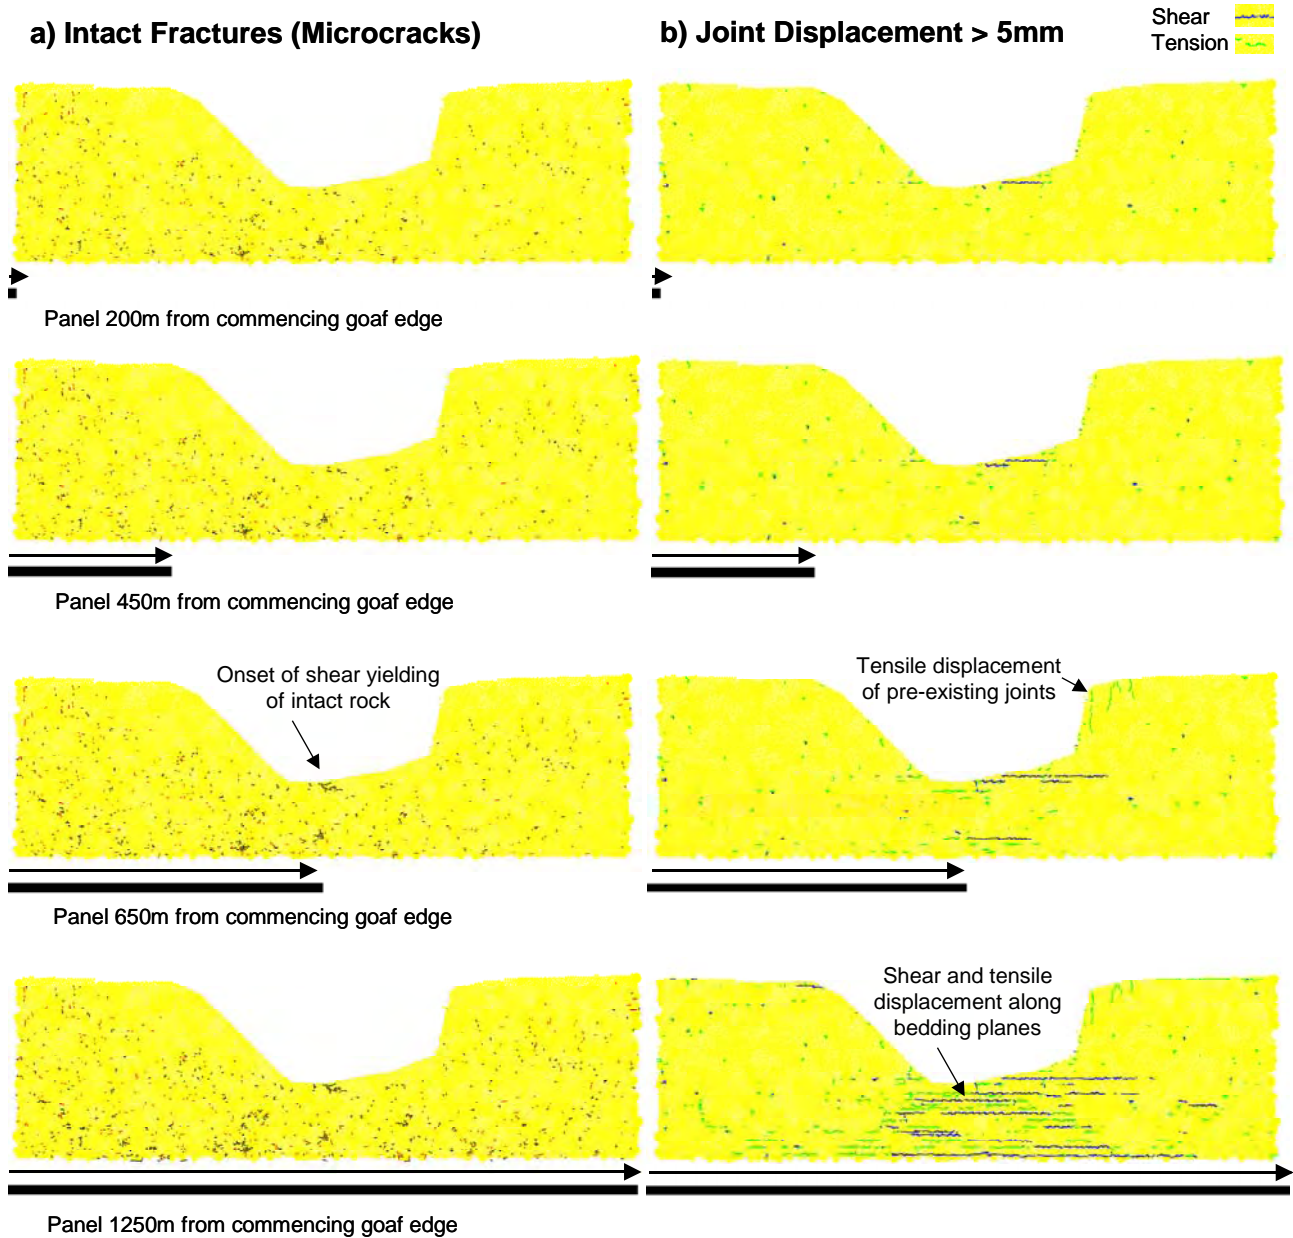 a) Intact Fractures (Microcracks)
b) Joint Displacement > 5mm
Shear
Tension
Panel 200m from commencing goaf edge
Panel 450m from commencing goaf edge
Onset of shear yielding
of intact rock
Tensile displacement
of pre-existing joints
Panel 650m from commencing goaf edge
Shear and tensile
displacement along
bedding planes
Panel 1250m from commencing goaf edge